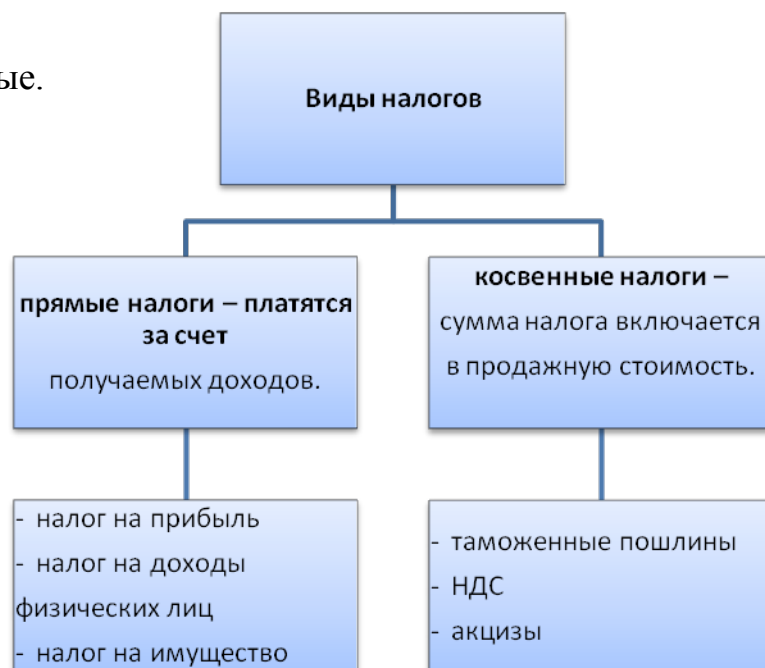 ые.
Виды налогов
прямые налоги – платятся
за счет
получаемых доходов.
косвенные налоги –
сумма налога включается
в продажную стоимость.
- налог на прибыль
- налог на доходы
физических лиц
- налог на имущество
- таможенные пошлины
- НДС
- акцизы